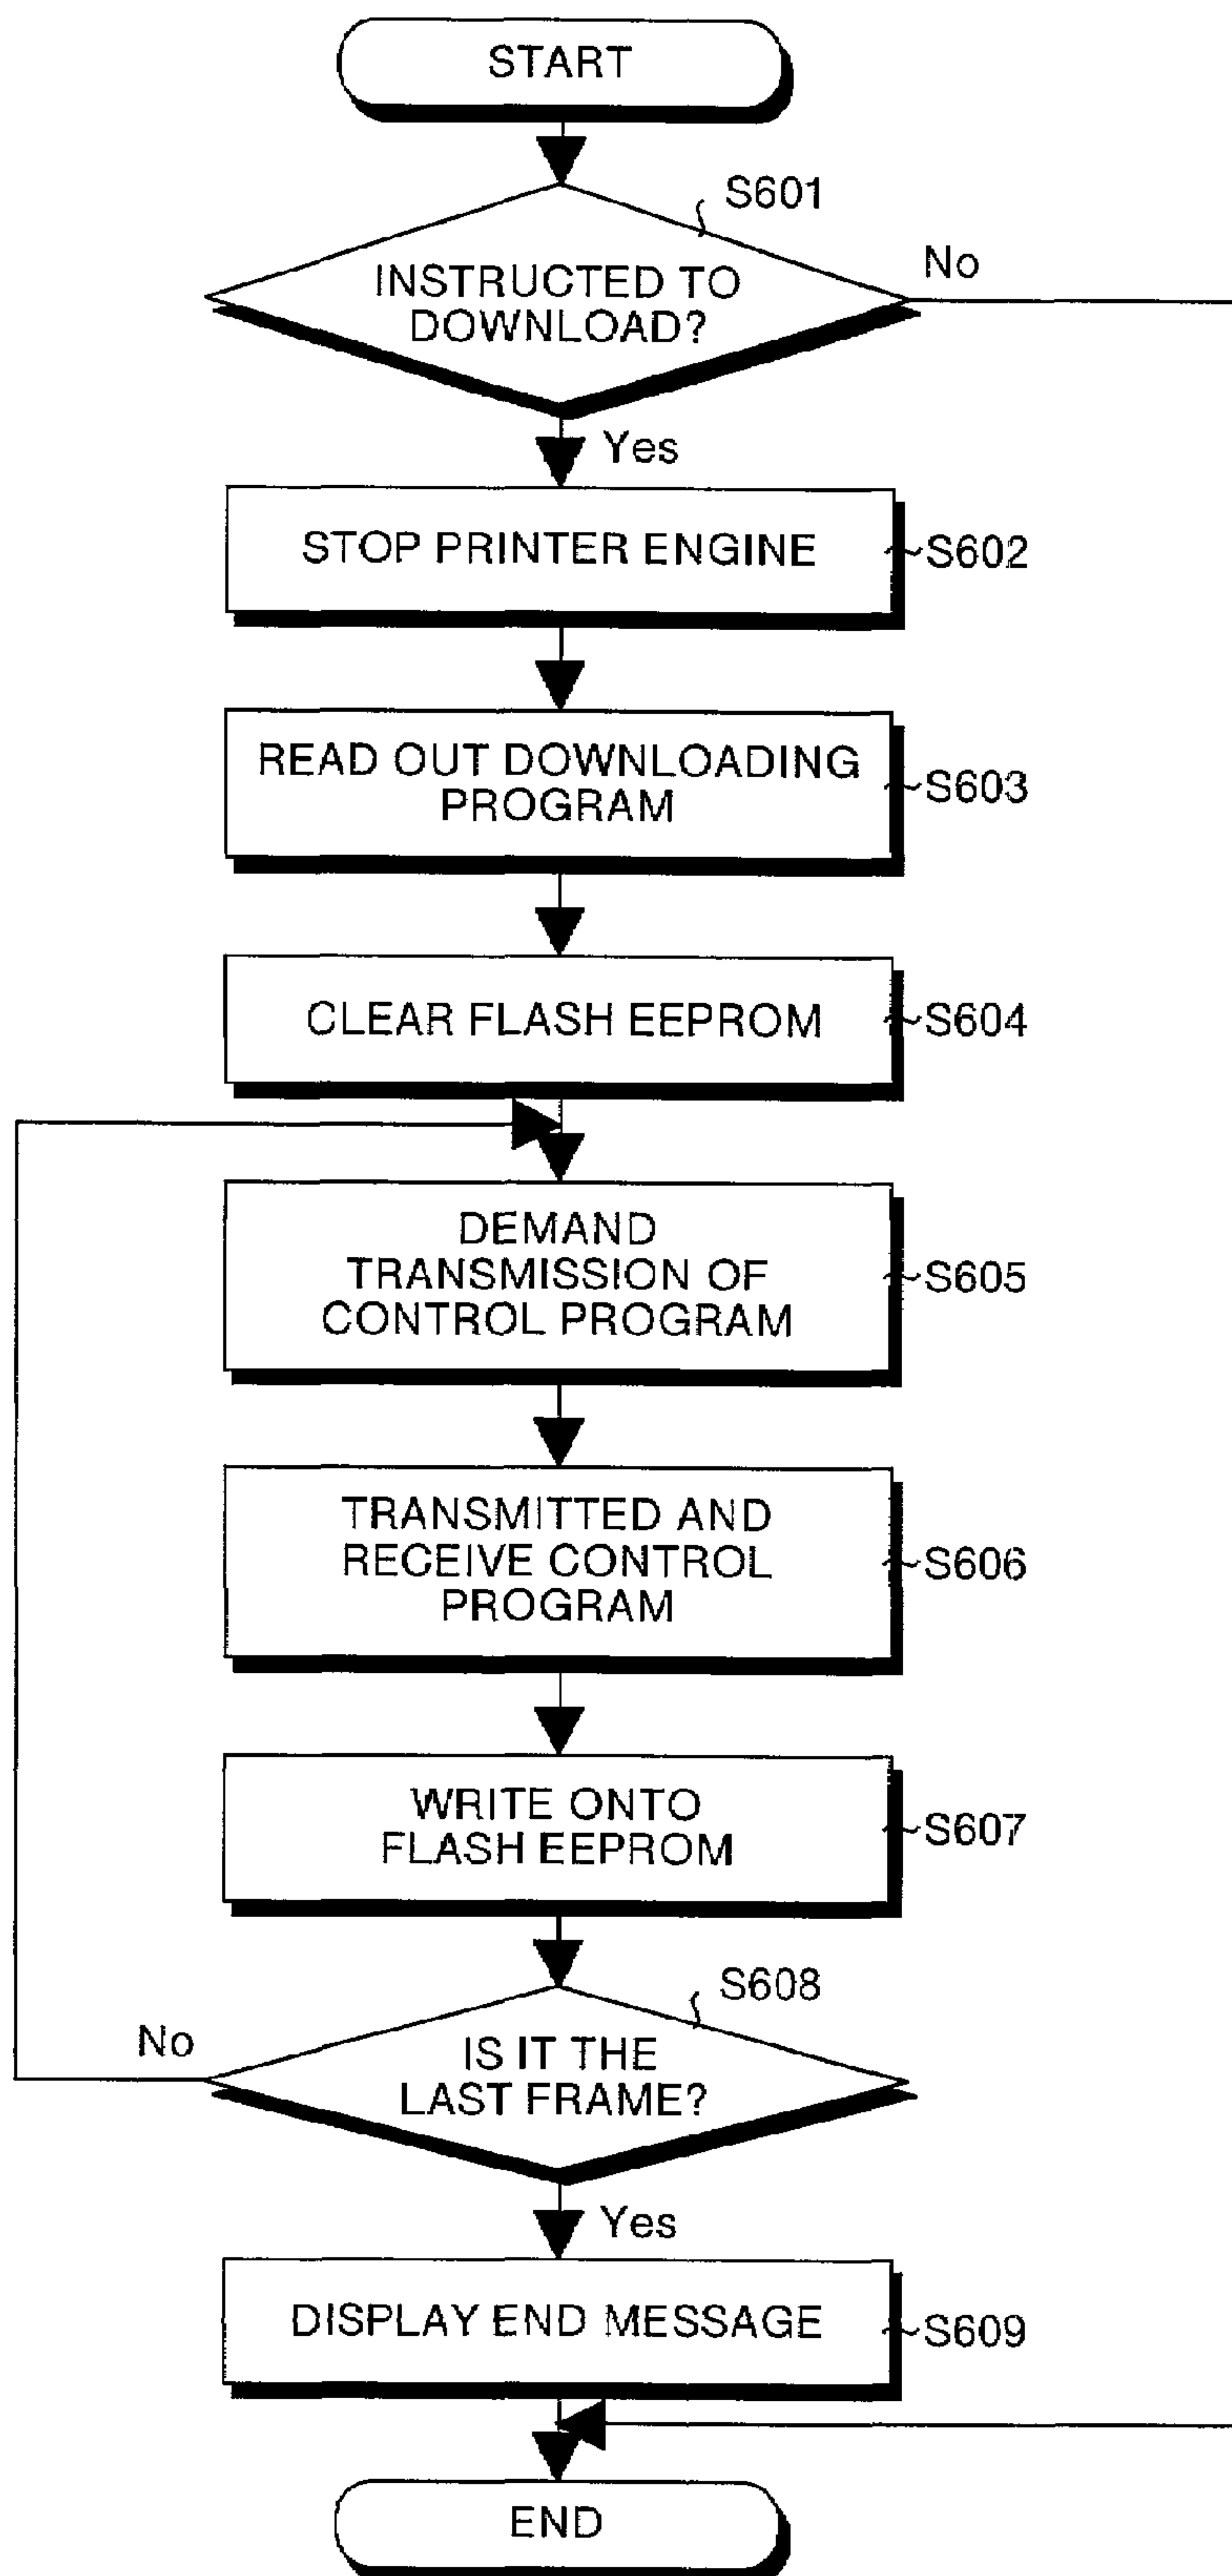 START
S601
INSTRUCTED TO
DOWNLOAD?
No
Yes
STOP PRINTER ENGINE
S602
READ OUT DOWNLOADING
PROGRAM
S603
CLEAR FLASH EEPROM
S604
DEMAND
TRANSMISSION OF
CONTROL PROGRAM
S605
TRANSMITTED AND
RECEIVE CONTROL
PROGRAM
S606
WRITE ONTO
FLASH EEPROM
S607
S608
No
IS IT THE
LAST FRAME?
Yes
DISPLAY END MESSAGE
S609
END